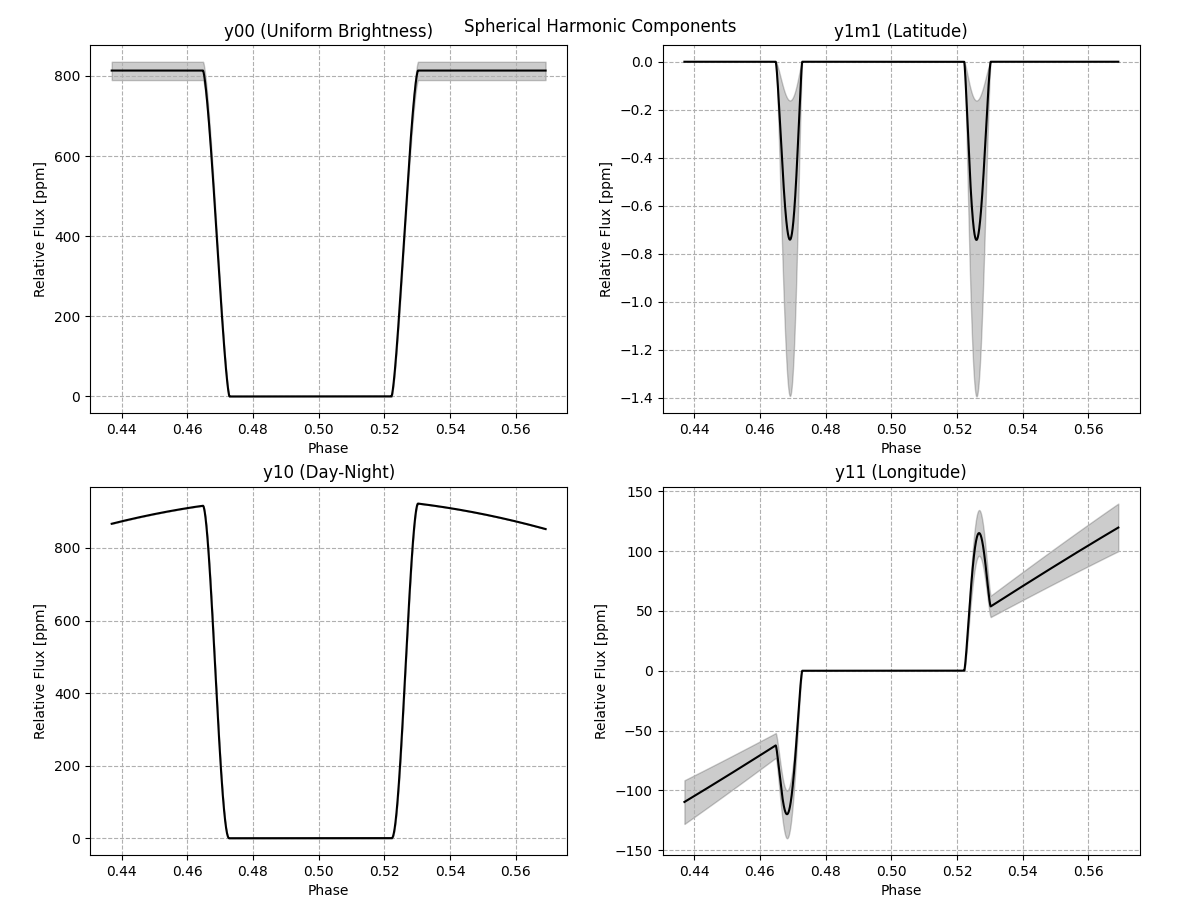 Spherical Harmonic Components
y00 (Uniform Brightness)
Relative Flux [ppm]
800
600
400
200
0
0.44 0.46 0.48 0.50 0.52 0.54 0.56
Phase
y1m1 (Latitude)
Relative Flux [ppm]
0.0
−0.2
−0.4
−0.6
−0.8
−1.0
−1.2
−1.4
0.44 0.46 0.48 0.50 0.52 0.54 0.56
Phase
y10 (Day-Night)
Relative Flux [ppm]
800
600
400
200
0
0.44 0.46 0.48 0.50 0.52 0.54 0.56
Phase
y11 (Longitude)
Relative Flux [ppm]
150
100
50
0
−50
−100
−150
0.44 0.46 0.48 0.50 0.52 0.54 0.56
Phase